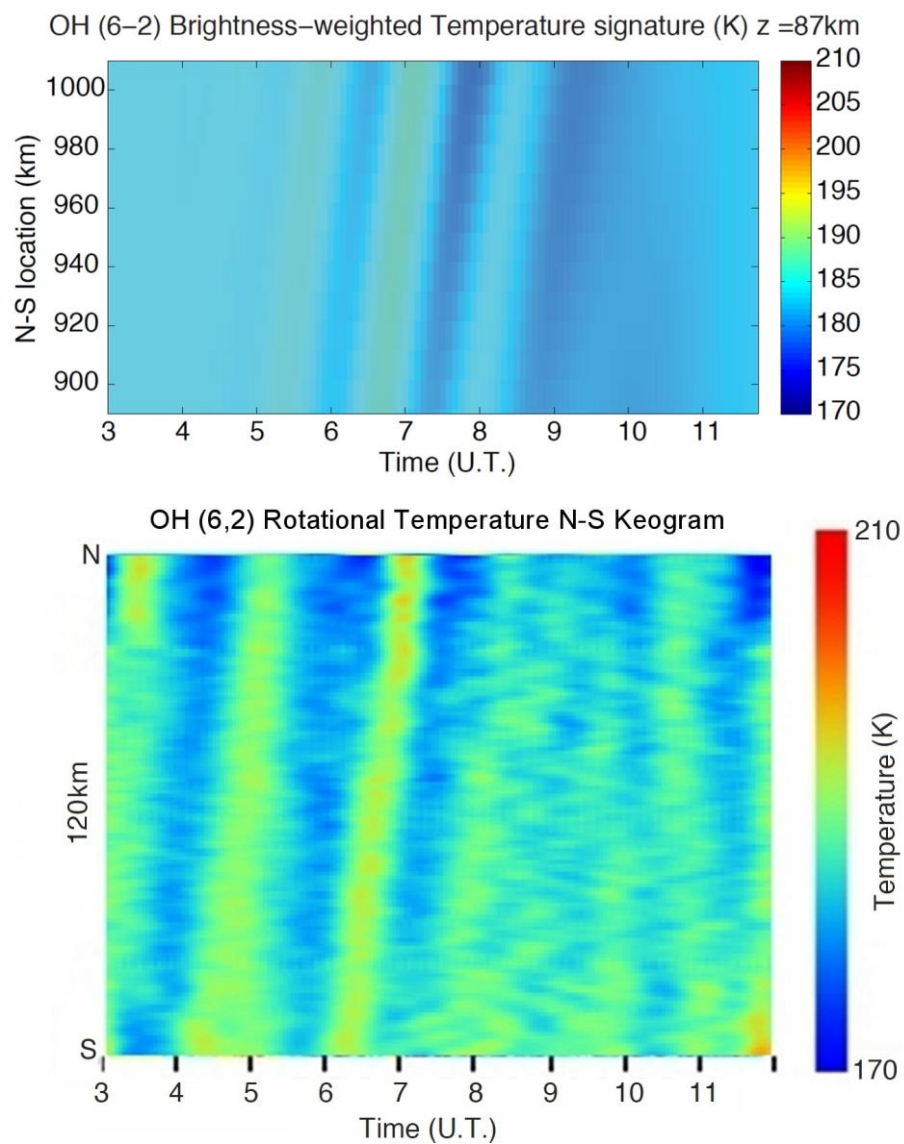 OH (6–2) Brightness–weighted Temperature signature (K) z =87km
N-S location (km)
1000
980
960
940
920
900
3 4 5 6 7 8 9 10 11
Time (U.T.)
210
205
200
195
190
185
180
175
170
OH (6,2) Rotational Temperature N-S Keogram
N
120km
S
3 4 5 6 7 8 9 10 11
Time (U.T.)
210
Temperature (K)
170